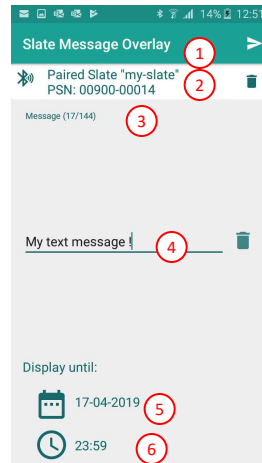 14% 12:51
Slate Message Overlay
1
Paired Slate "my-slate"
PSN: 00900-00014
2
Message (17/144)
3
My text message !
4
Display until:
17-04-2019
5
23:59
6